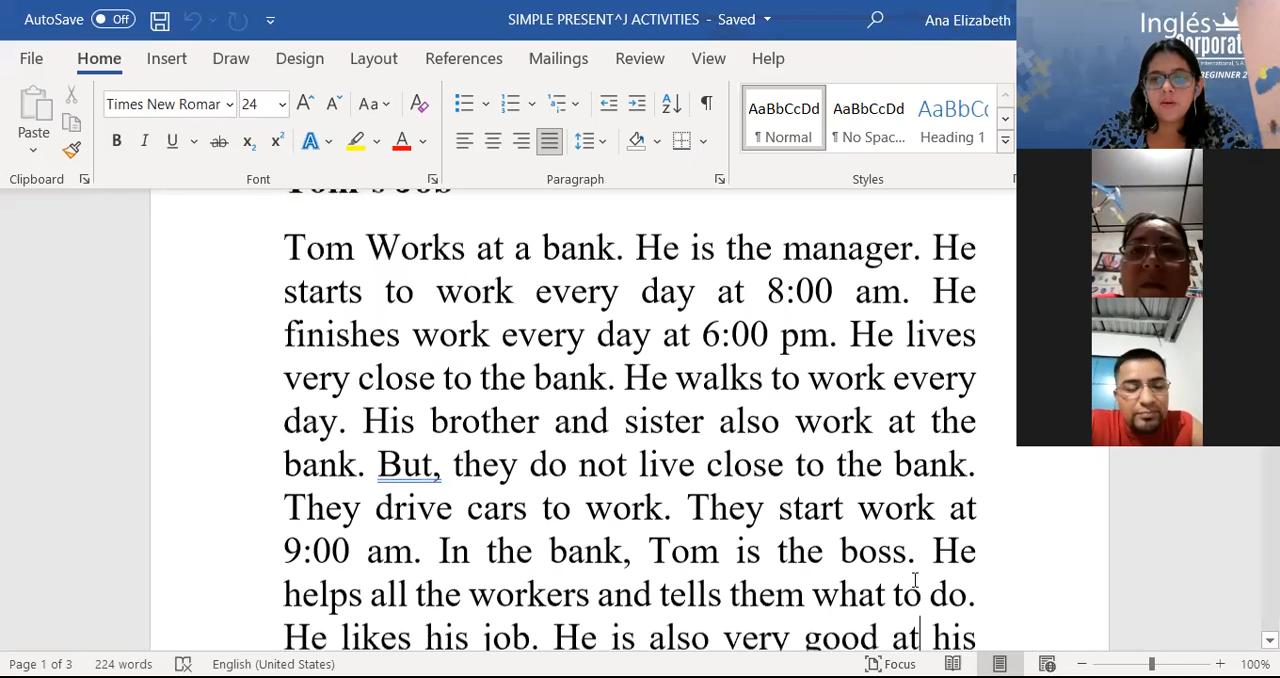 AutoSave Off SIMPLE PRESENT^J ACTIVITIES - Saved Ana Elizabeth
File Home Insert Draw Design Layout References Mailings Review View Help
Paste
Times New Romar 24
Aa
AaBbCcDd AaBbCcDd AaBbCc
¶ Normal ¶ No Spac... Heading 1
Clipboard Font Paragraph Styles
Tom Works at a bank. He is the manager. He
starts to work every day at 8:00 am. He
finishes work every day at 6:00 pm. He lives
very close to the bank. He walks to work every
day. His brother and sister also work at the
bank. But, they do not live close to the bank.
They drive cars to work. They start work at
9:00 am. In the bank, Tom is the boss. He
helps all the workers and tells them what to do.
He likes his job. He is also very good at his
Page 1 of 3 224 words English (United States) Focus 100%
Inglés
Corporat
International, S.A
BEGINNER 2